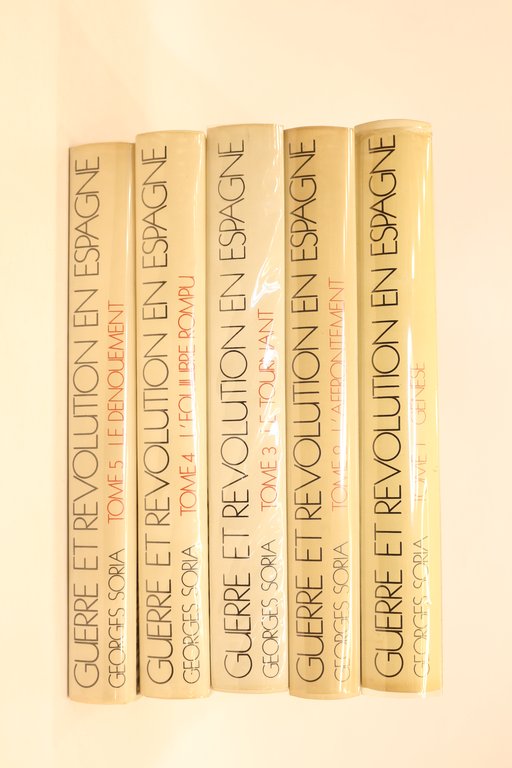 GUERRE ET REVOLUTION EN ESPAGNE
GEORGES SORIA TOME 5 LE DENOUEMENT
GUERRE ET REVOLUTION EN ESPAGNE
GEORGES SORIA TOME 4 L'EQUILIBRE ROMPU
GUERRE ET REVOLUTION EN ESPAGNE
GEORGES SORIA TOME 3 LE TOURNANT
GUERRE ET REVOLUTION EN ESPAGNE
GEORGES SORIA TOME 2 L'AFFRONTEMENT
GUERRE ET REVOLUTION EN ESPAGNE
GEORGES SORIA TOME 1 GENESE